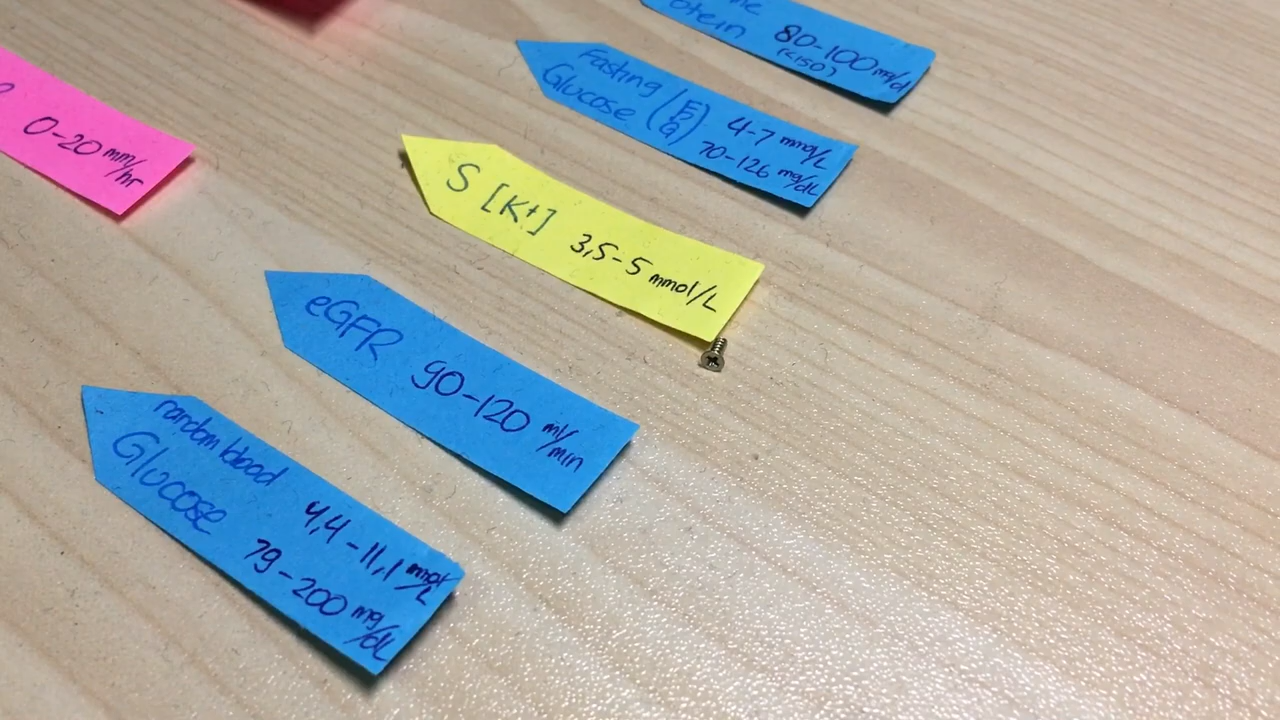 otein 80-100 mg/d
(<150)
Fasting
Glucose (F G) 4-7 mmol/L
70-126 mg/dL
0-20 mm/hr
S [K+] 3,5-5 mmol/L
eGFR 90-120 ml/min
random blood
Glucose 4,4-11,1 mmol/L
79-200 mg/dL